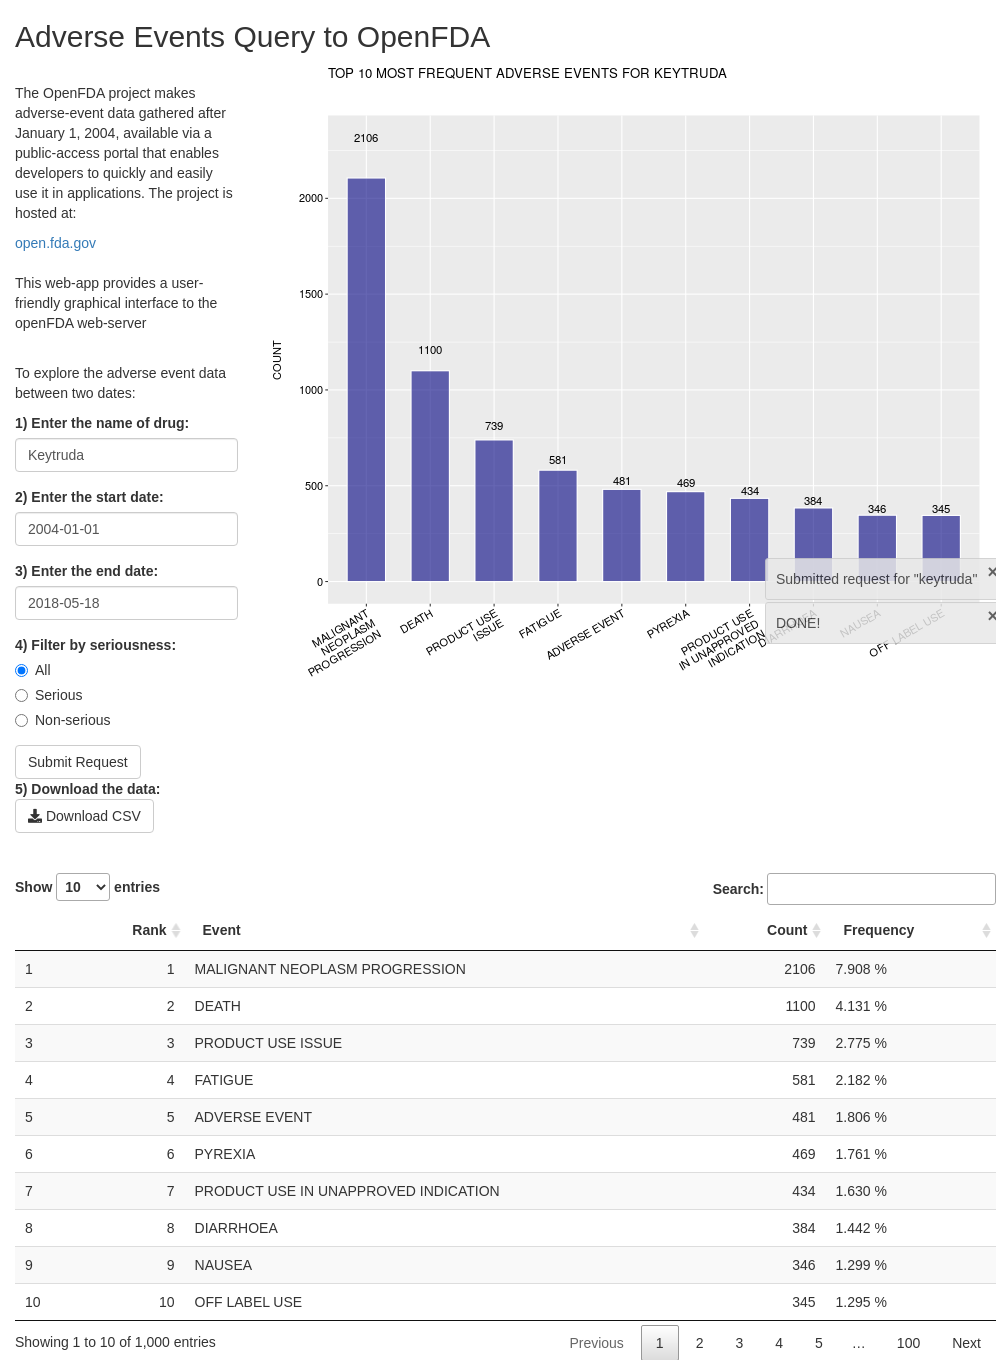 Adverse Events Query to OpenFDA
The OpenFDA project makes
adverse-event data gathered after
January 1, 2004, available via a
public-access portal that enables
developers to quickly and easily
use it in applications. The project is
hosted at:
open.fda.gov
This web-app provides a user-
friendly graphical interface to the
openFDA web-server
To explore the adverse event data
between two dates:
1) Enter the name of drug:
Keytruda
2) Enter the start date:
2004-01-01
3) Enter the end date:
2018-05-18
4) Filter by seriousness:
All
Serious
Non-serious
Submit Request
5) Download the data:
Download CSV
TOP 10 MOST FREQUENT ADVERSE EVENTS FOR KEYTRUDA
COUNT
2000
1500
1000
500
0
2106
1100
739
581
481
469
434
384
346
345
MALIGNANT
NEOPLASM
PROGRESSION
DEATH
PRODUCT USE
ISSUE
FATIGUE
ADVERSE EVENT
PYREXIA
PRODUCT USE
IN UNAPPROVED
INDICATION
DIARRHOEA
NAUSEA
OFF LABEL USE
Submitted request for "keytruda" ×
DONE! ×
Show 10 entries
Search:
Rank Event Count Frequency
1 1 MALIGNANT NEOPLASM PROGRESSION 2106 7.908 %
2 2 DEATH 1100 4.131 %
3 3 PRODUCT USE ISSUE 739 2.775 %
4 4 FATIGUE 581 2.182 %
5 5 ADVERSE EVENT 481 1.806 %
6 6 PYREXIA 469 1.761 %
7 7 PRODUCT USE IN UNAPPROVED INDICATION 434 1.630 %
8 8 DIARRHOEA 384 1.442 %
9 9 NAUSEA 346 1.299 %
10 10 OFF LABEL USE 345 1.295 %
Showing 1 to 10 of 1,000 entries
Previous 1 2 3 4 5 … 100 Next